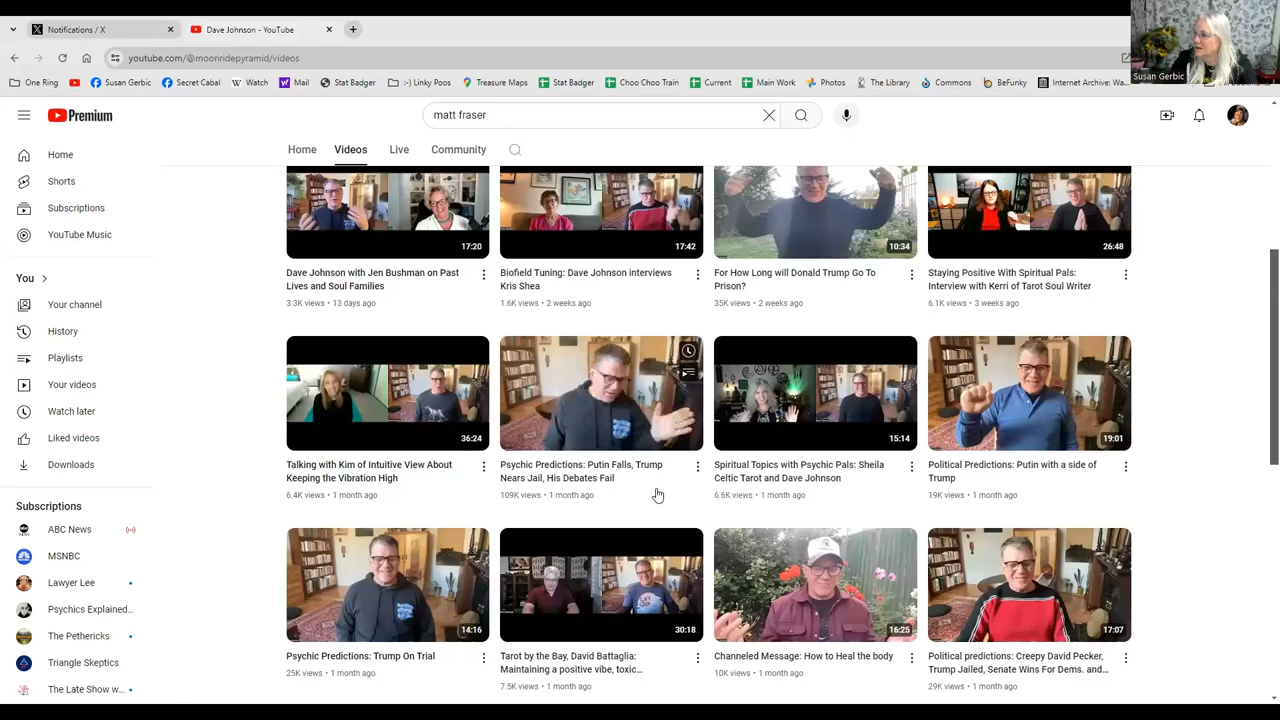 Notifications / X
Dave Johnson - YouTube
youtube.com/@moonridepyramid/videos
Susan Gerbic
One Ring
Susan Gerbic
Secret Cabal
Watch
Mail
Stat Badger
:-) Linky Poo
Treasure Maps
Stat Badger
Choo Choo Train
Current
Main Work
Photos
The Library
Commons
BeFunky
Internet Archive: Wa...
Premium
matt fraser
Home
Videos
Live
Community
Home
Shorts
Subscriptions
YouTube Music
You
Your channel
History
Playlists
Your videos
Watch later
Liked videos
Downloads
Subscriptions
ABC News
MSNBC
Lawyer Lee
Psychics Explained...
The Pethericks
Triangle Skeptics
The Late Show w...
17:20
Dave Johnson with Jen Bushman on Past
Lives and Soul Families
3.3K views • 13 days ago
17:42
Biofield Tuning: Dave Johnson interviews
Kris Shea
1.6K views • 2 weeks ago
10:34
For How Long will Donald Trump Go To
Prison?
35K views • 2 weeks ago
26:48
Staying Positive With Spiritual Pals:
Interview with Kerri of Tarot Soul Writer
6.1K views • 3 weeks ago
36:24
Talking with Kim of Intuitive View About
Keeping the Vibration High
6.4K views • 1 month ago
Psychic Predictions: Putin Falls, Trump
Nears Jail, His Debates Fail
109K views • 1 month ago
15:14
Spiritual Topics with Psychic Pals: Sheila
Celtic Tarot and Dave Johnson
6.6K views • 1 month ago
19:01
Political Predictions: Putin with a side of
Trump
19K views • 1 month ago
14:16
Psychic Predictions: Trump On Trial
25K views • 1 month ago
30:18
Tarot by the Bay, David Battaglia:
Maintaining a positive vibe, toxic...
7.5K views • 1 month ago
16:25
Channeled Message: How to Heal the body
10K views • 1 month ago
17:07
Political predictions: Creepy David Pecker,
Trump Jailed, Senate Wins For Dems. and...
29K views • 1 month ago